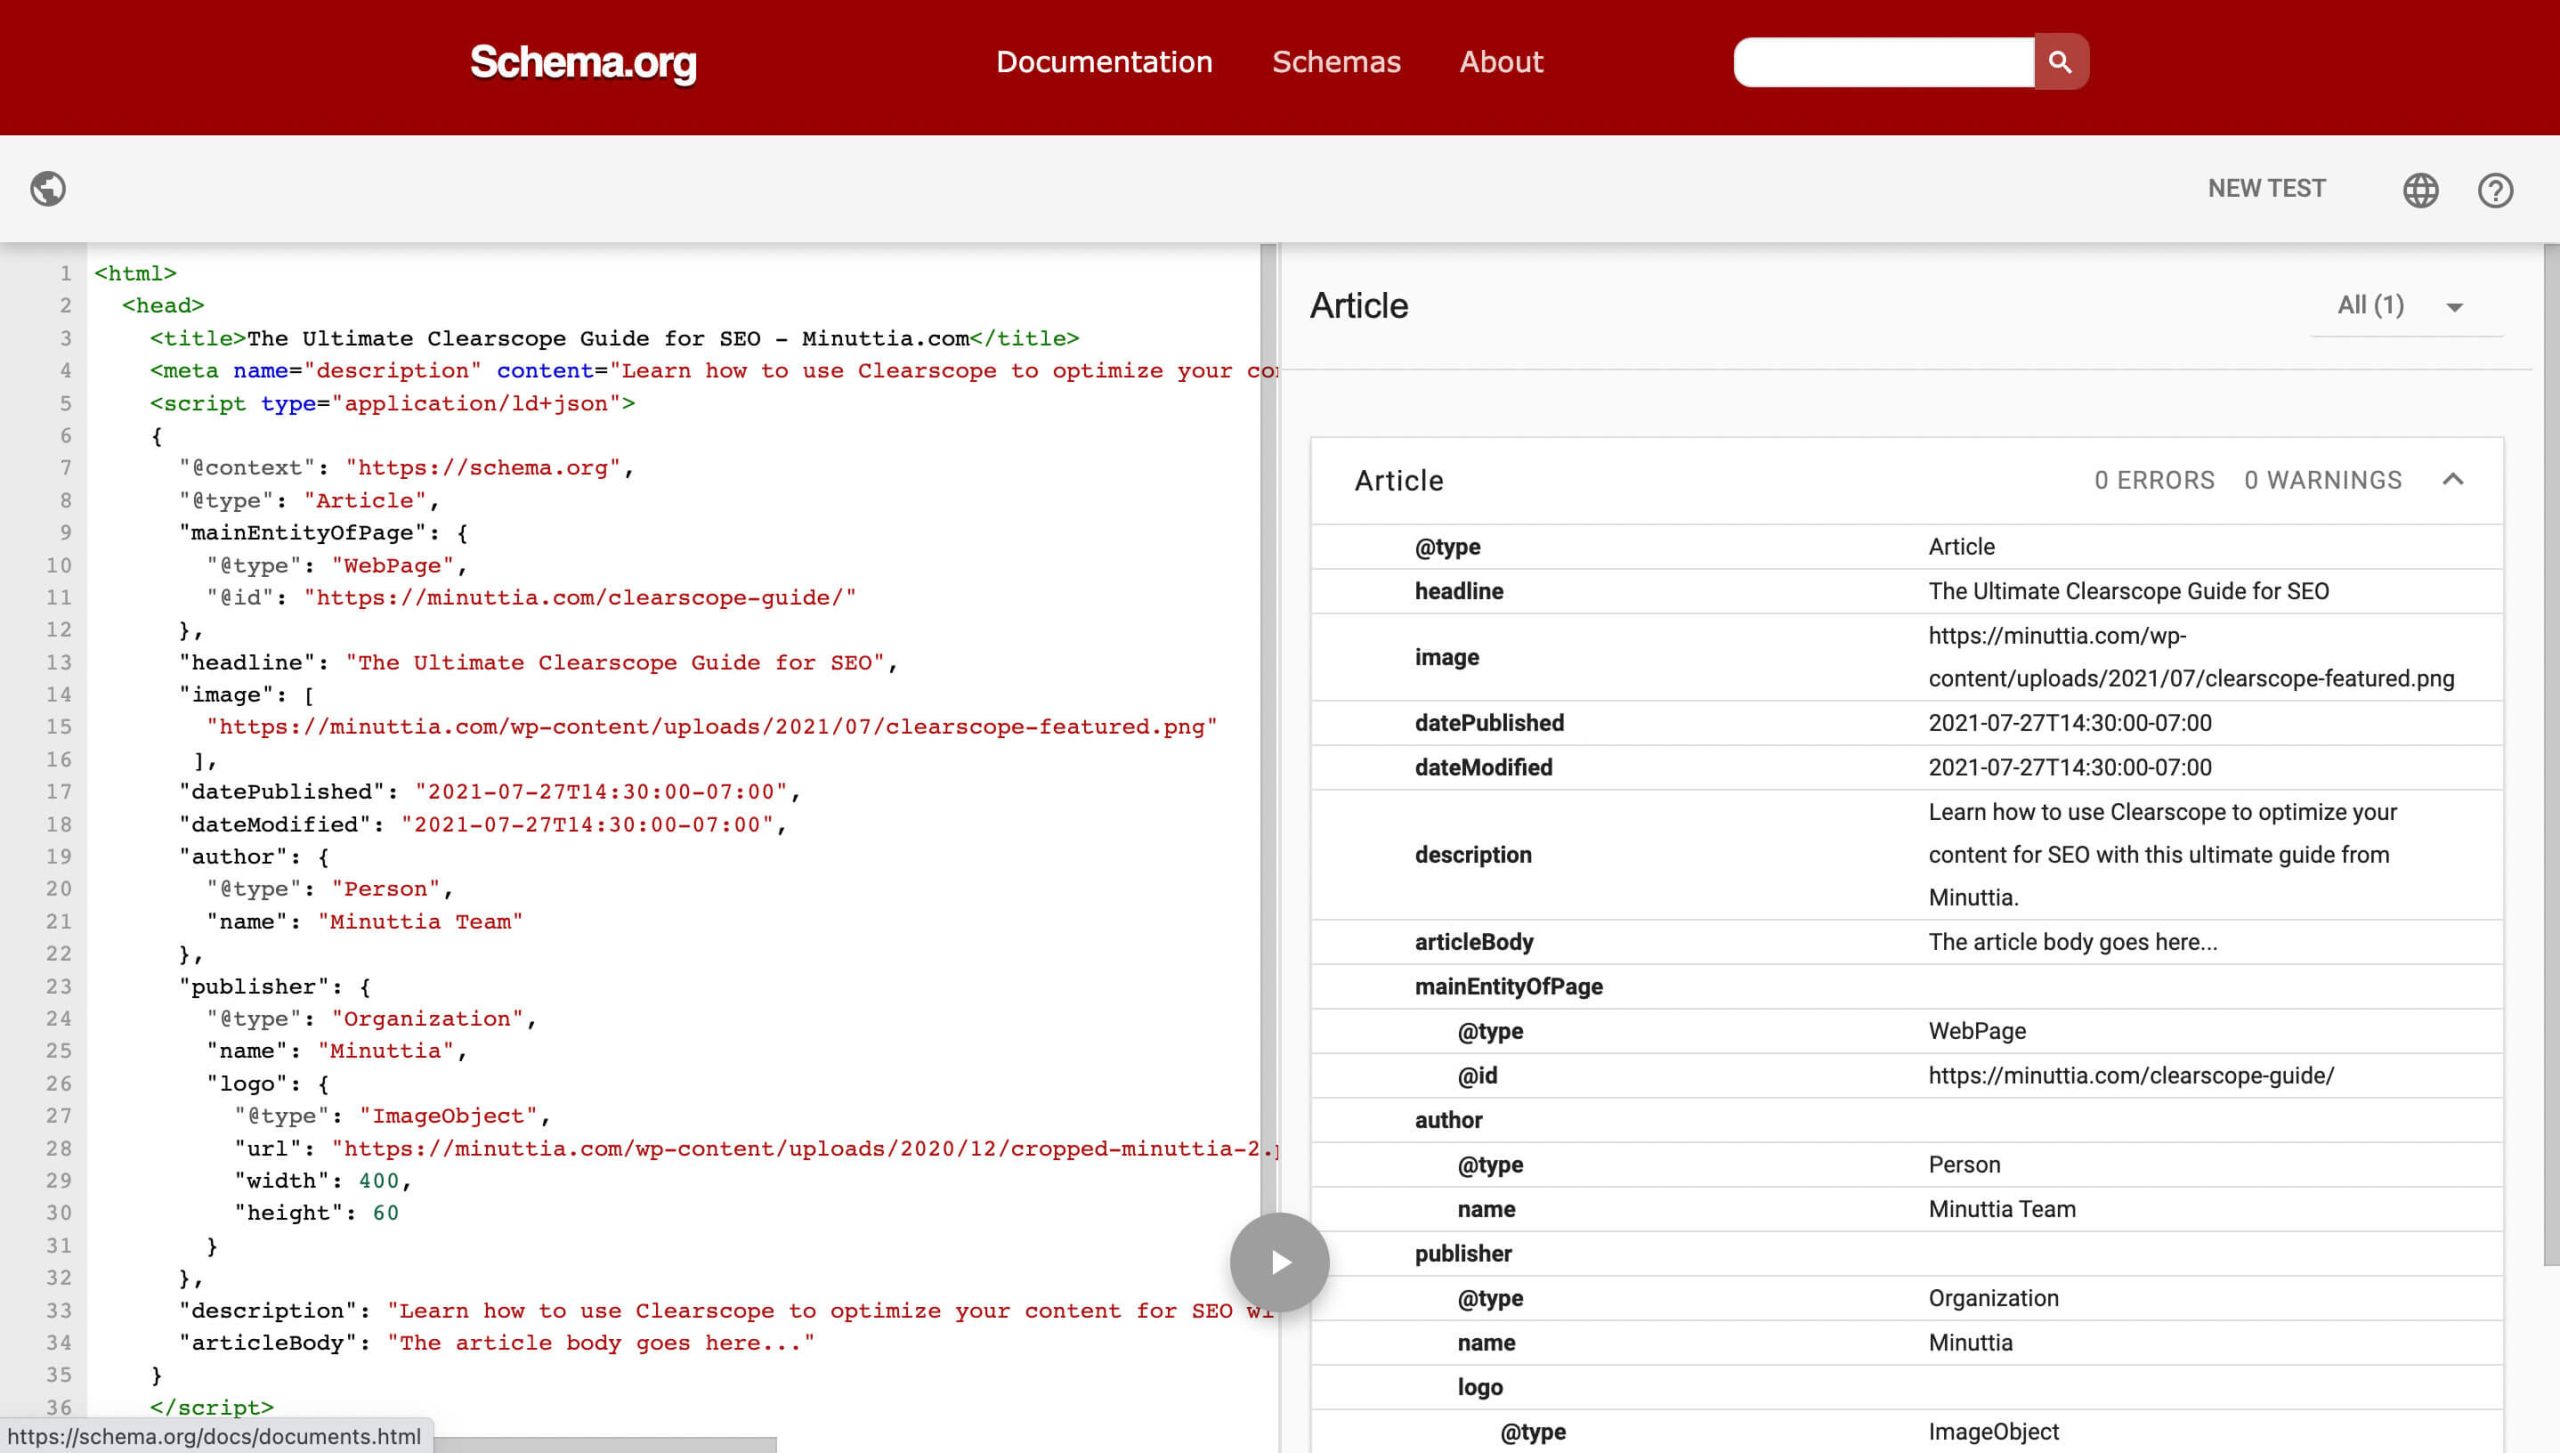 Schema.org
Documentation Schemas About
NEW TEST
1 <html>
2 <head>
3 <title>The Ultimate Clearscope Guide for SEO – Minuttia.com</title>
4 <meta name="description" content="Learn how to use Clearscope to optimize your
5 <script type="application/ld+json">
6 {
7 "@context": "https://schema.org",
8 "@type": "Article",
9 "mainEntityOfPage": {
10 "@type": "WebPage",
11 "@id": "https://minuttia.com/clearscope-guide/"
12 },
13 "headline": "The Ultimate Clearscope Guide for SEO",
14 "image": [
15 "https://minuttia.com/wp-content/uploads/2021/07/clearscope-featured.png"
16 ],
17 "datePublished": "2021-07-27T14:30:00-07:00",
18 "dateModified": "2021-07-27T14:30:00-07:00",
19 "author": {
20 "@type": "Person",
21 "name": "Minuttia Team"
22 },
23 "publisher": {
24 "@type": "Organization",
25 "name": "Minuttia",
26 "logo": {
27 "@type": "ImageObject",
28 "url": "https://minuttia.com/wp-content/uploads/2020/12/cropped-minuttia-2.
29 "width": 400,
30 "height": 60
31 }
32 },
33 "description": "Learn how to use Clearscope to optimize your content for SEO
34 "articleBody": "The article body goes here..."
35 }
36 </script>
https://schema.org/docs/documents.html
Article
All (1)
Article 0 ERRORS 0 WARNINGS
@type Article
headline The Ultimate Clearscope Guide for SEO
image https://minuttia.com/wp-
content/uploads/2021/07/clearscope-featured.png
datePublished 2021-07-27T14:30:00-07:00
dateModified 2021-07-27T14:30:00-07:00
description Learn how to use Clearscope to optimize your
content for SEO with this ultimate guide from
Minuttia.
articleBody The article body goes here...
mainEntityOfPage
@type WebPage
@id https://minuttia.com/clearscope-guide/
author
@type Person
name Minuttia Team
publisher
@type Organization
name Minuttia
logo
@type ImageObject